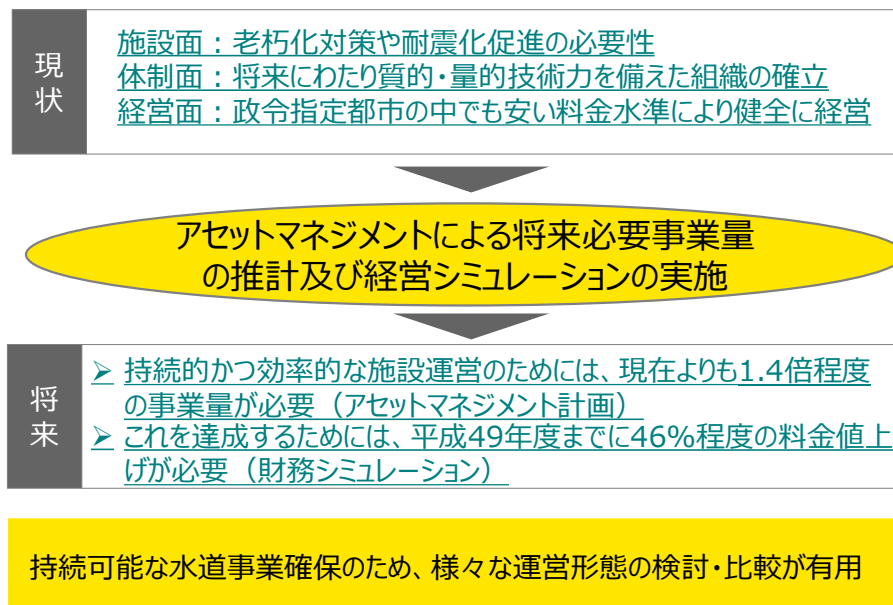 現
状
施設面：老朽化対策や耐震化促進の必要性
体制面：将来にわたり質的・量的技術力を備えた組織の確立
経営面：政令指定都市の中でも安い料金水準により健全に経営
アセットマネジメントによる将来必要事業量
の推計及び経営シミュレーションの実施
将
来
➢ 持続的かつ効率的な施設運営のためには、現在よりも1.4倍程度
の事業量が必要（アセットマネジメント計画）
➢ これを達成するためには、平成49年度までに46%程度の料金値上
げが必要（財務シミュレーション）
持続可能な水道事業確保のため、様々な運営形態の検討・比較が有用